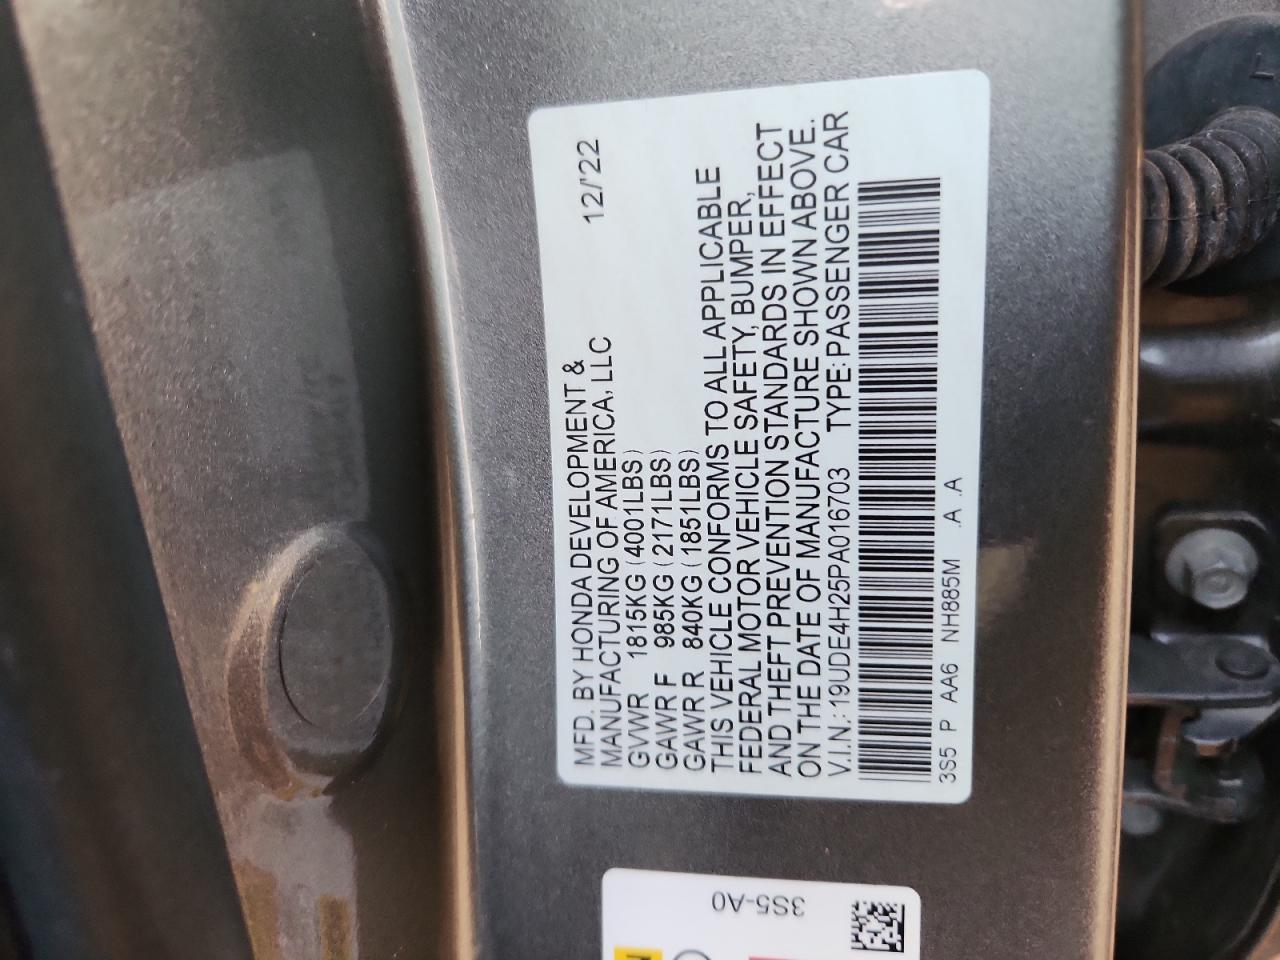 MFD. BY HONDA DEVELOPMENT &
MANUFACTURING OF AMERICA, LLC 12/'22
GVWR 1815KG (4001LBS)
GAWR F 985KG (2171LBS)
GAWR R 840KG (1851LBS)
THIS VEHICLE CONFORMS TO ALL APPLICABLE
FEDERAL MOTOR VEHICLE SAFETY, BUMPER,
AND THEFT PREVENTION STANDARDS IN EFFECT
ON THE DATE OF MANUFACTURE SHOWN ABOVE.
V.I.N.: 19UDE4H25PA016703 TYPE: PASSENGER CAR
3S5 P AA6 NH885M .A .A
3S5-A0